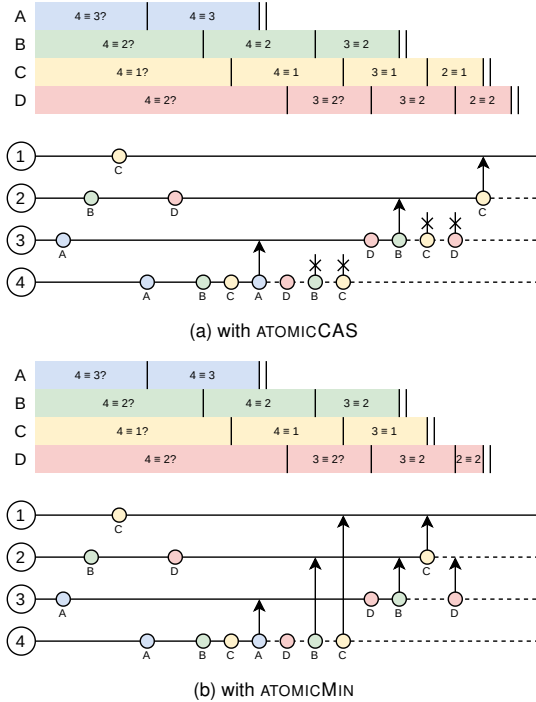 A 4 ≡ 3? 4 ≡ 3
B 4 ≡ 2? 4 ≡ 2 3 ≡ 2
C 4 ≡ 1? 4 ≡ 1 3 ≡ 1 2 ≡ 1
D 4 ≡ 2? 3 ≡ 2? 3 ≡ 2 2 ≡ 2
1
C
2
B D C
3
A D B C D
4
A B C A D B C
(a) with ATOMICCAS
A 4 ≡ 3? 4 ≡ 3
B 4 ≡ 2? 4 ≡ 2 3 ≡ 2
C 4 ≡ 1? 4 ≡ 1 3 ≡ 1
D 4 ≡ 2? 3 ≡ 2? 3 ≡ 2 2 ≡ 2
1
C
2
B D C
3
A D B D
4
A B C A D B C
(b) with ATOMICMIN